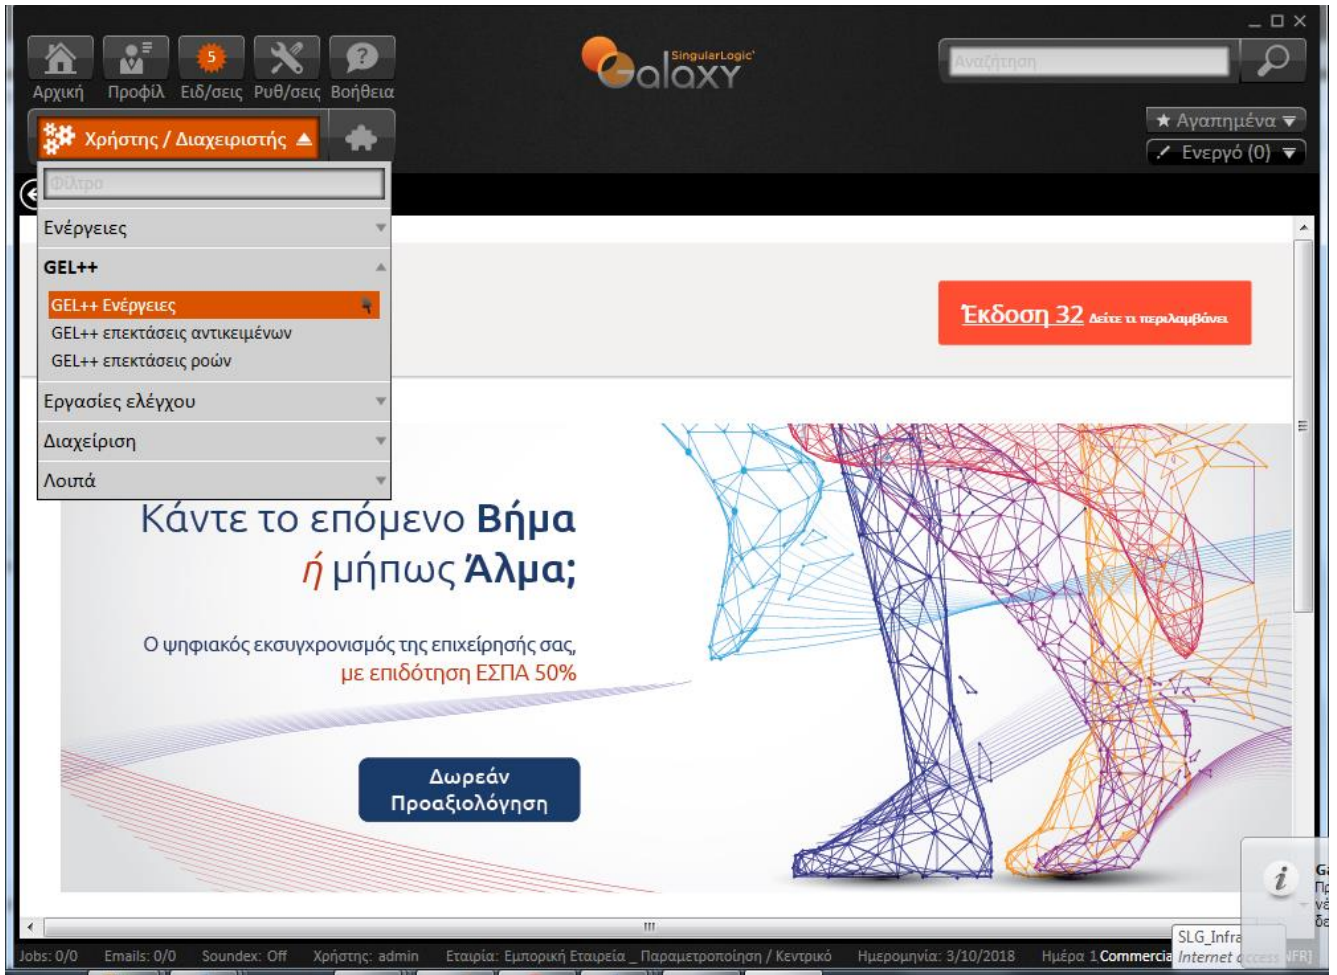 5
Αρχική Προφίλ Ειδ/σεις Ρυθ/σεις Βοήθεια
SingularLogic
Galaxy
Αναζήτηση
Χρήστης / Διαχειριστής
Αγαπημένα
Ενεργό (0)
Φίλτρο
Ενέργειες
GEL++
GEL++ Ενέργειες
GEL++ επεκτάσεις αντικειμένων
GEL++ επεκτάσεις ροών
Εργασίες ελέγχου
Διαχείριση
Λοιπά
Έκδοση 32 Δείτε τι περιλαμβάνει
Κάντε το επόμενο Βήμα
ή μήπως Άλμα;
Ο ψηφιακός εκσυγχρονισμός της επιχείρησής σας,
με επιδότηση ΕΣΠΑ 50%
Δωρεάν
Προαξιολόγηση
SLG_Infra
Internet access
Jobs: 0/0 Emails: 0/0 Soundex: Off Χρήστης: admin Εταιρία: Εμπορική Εταιρεία _ Παραμετροποίηση / Κεντρικό Ημερομηνία: 3/10/2018 Ημέρα 1 Commercia NFR]